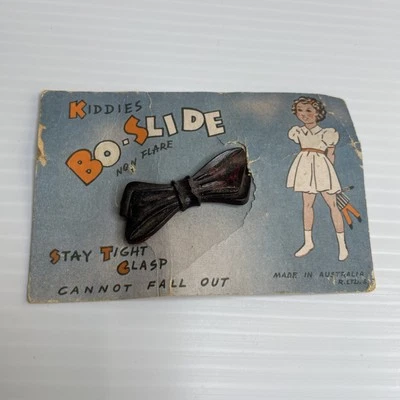 KIDDIES
BO-SLIDE
NON FLARE
STAY TIGHT
CLASP
CANNOT FALL OUT
MADE IN AUSTRALIA